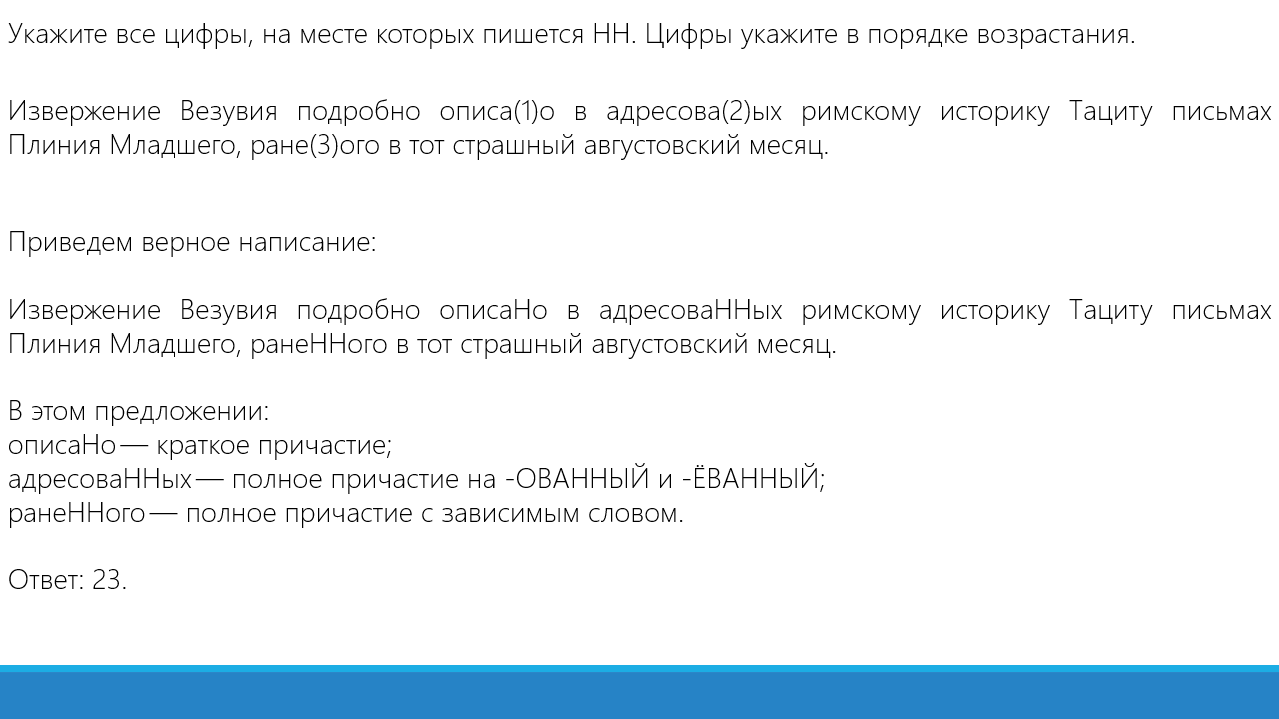 Укажите все цифры, на месте которых пишется НН. Цифры укажите в порядке возрастания.
Извержение Везувия подробно описа(1)о в адресова(2)ых римскому историку Тациту письмах
Плиния Младшего, ране(3)ого в тот страшный августовский месяц.
Приведем верное написание:
Извержение Везувия подробно описаНо в адресоваННых римскому историку Тациту письмах
Плиния Младшего, ранеННого в тот страшный августовский месяц.
В этом предложении:
описаНо — краткое причастие;
адресоваННых — полное причастие на -ОВАННЫЙ и -ЁВАННЫЙ;
ранеННого — полное причастие с зависимым словом.
Ответ: 23.